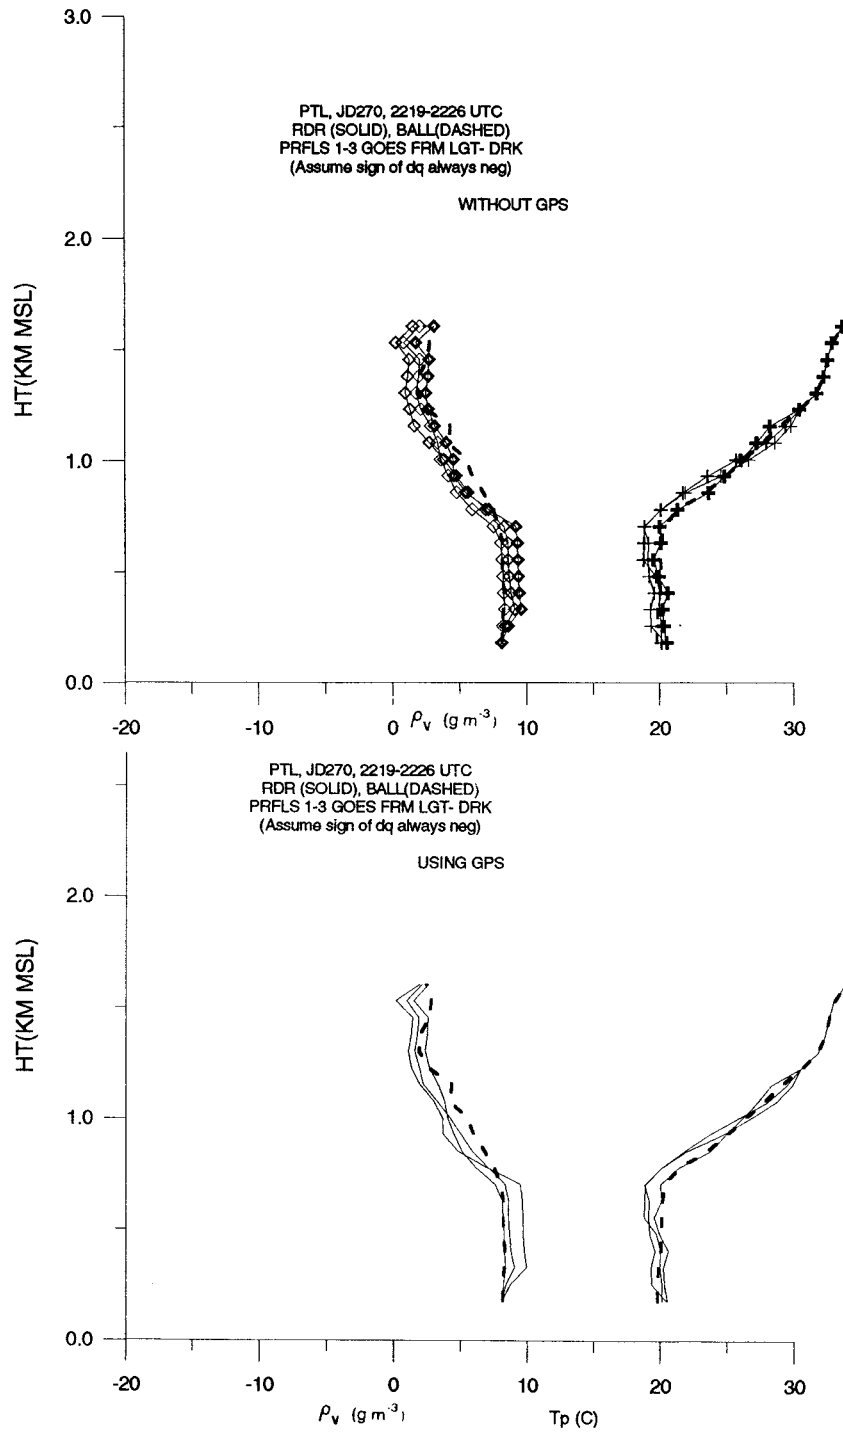 3.0
PTL, JD270, 2219-2226 UTC
RDR (SOLID), BALL(DASHED)
PRFLS 1-3 GOES FRM LGT- DRK
(Assume sign of dq always neg)
WITHOUT GPS
2.0
HT(KM MSL)
1.0
0.0
-20 -10 0 10 20 30
ρv (g m-3)
PTL, JD270, 2219-2226 UTC
RDR (SOLID), BALL(DASHED)
PRFLS 1-3 GOES FRM LGT- DRK
(Assume sign of dq always neg)
USING GPS
2.0
HT(KM MSL)
1.0
0.0
-20 -10 0 10 20 30
ρv (g m-3) Tp (C)